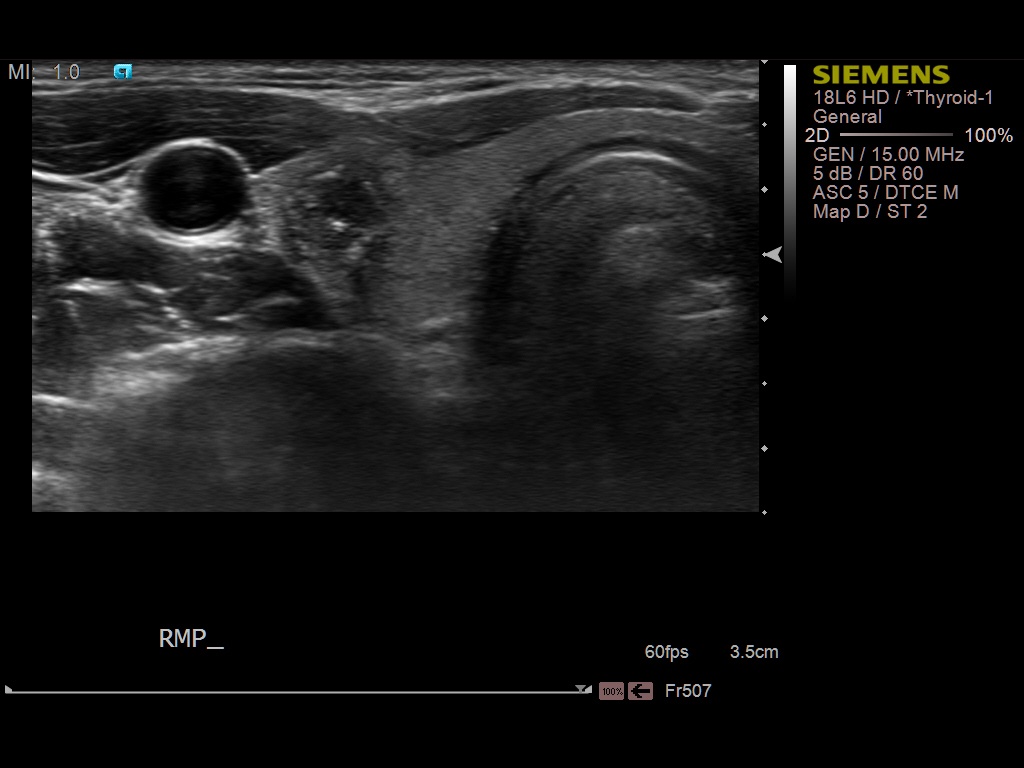 MI: 1.0
SIEMENS
18L6 HD / *Thyroid-1
General
2D 100%
GEN / 15.00 MHz
5 dB / DR 60
ASC 5 / DTCE M
Map D / ST 2
RMP_
60fps 3.5cm
100% Fr507